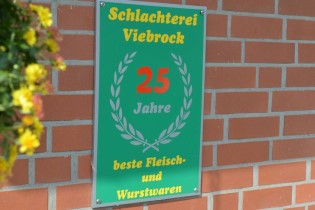 Schlachterei
Viebrock
25
Jahre
beste Fleisch-
und
Wurstwaren